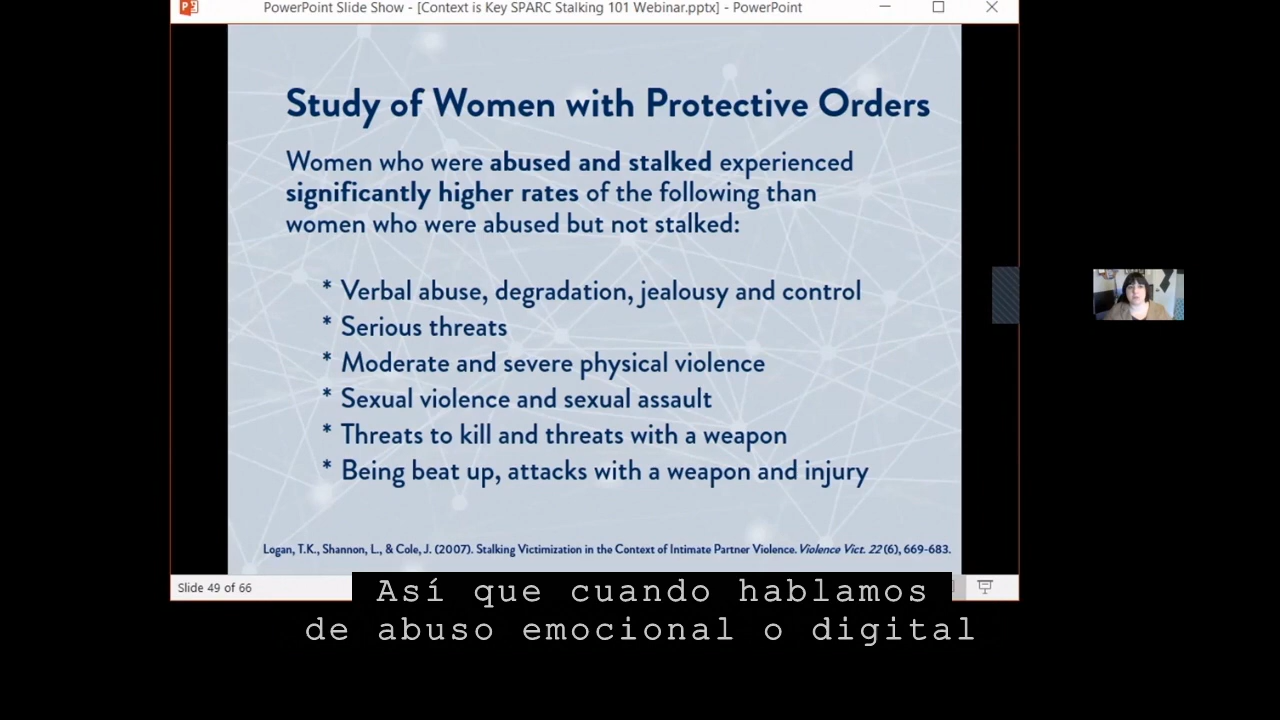 PowerPoint Slide Show - [Context is Key SPARC Stalking 101 Webinar.pptx] - PowerPoint
Study of Women with Protective Orders
Women who were abused and stalked experienced
significantly higher rates of the following than
women who were abused but not stalked:
* Verbal abuse, degradation, jealousy and control
* Serious threats
* Moderate and severe physical violence
* Sexual violence and sexual assault
* Threats to kill and threats with a weapon
* Being beat up, attacks with a weapon and injury
Logan, T.K., Shannon, L., & Cole, J. (2007). Stalking Victimization in the Context of Intimate Partner Violence. Violence Vict. 22 (6), 669-683.
Slide 49 of 66
Así que cuando hablamos
de abuso emocional o digital